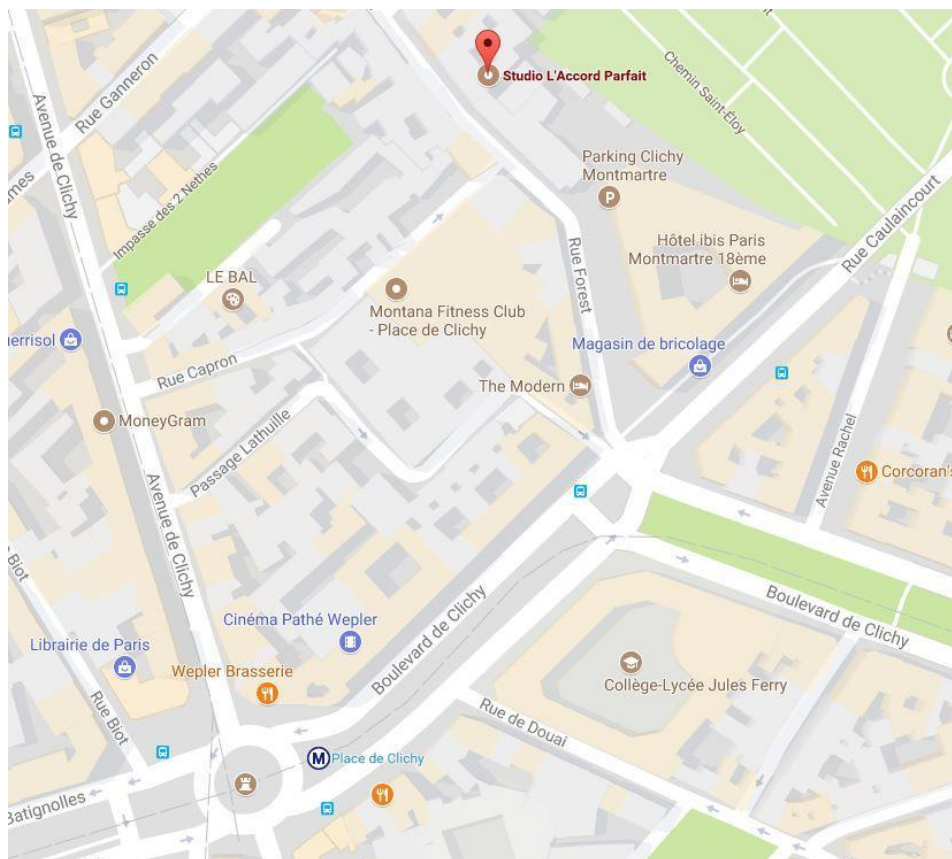 Studio L'Accord Parfait
Avenue de Clichy
Rue Ganneron
Chemin Saint-Éloy
Impasse des 2 Nethes
Parking Clichy
Montmartre
P
Rue Caulaincourt
Hôtel ibis Paris
Montmartre 18ème
Rue Forest
LE BAL
Montana Fitness Club
- Place de Clichy
Magasin de bricolage
Rue Capron
The Modern
MoneyGram
Passage Lathuille
Avenue Rachel
Corcoran's
Avenue de Clichy
Biot
Boulevard de Clichy
Boulevard de Clichy
Cinéma Pathé Wepler
Librairie de Paris
Wepler Brasserie
Collège-Lycée Jules Ferry
Rue Biot
Rue de Douai
M Place de Clichy
Batignolles